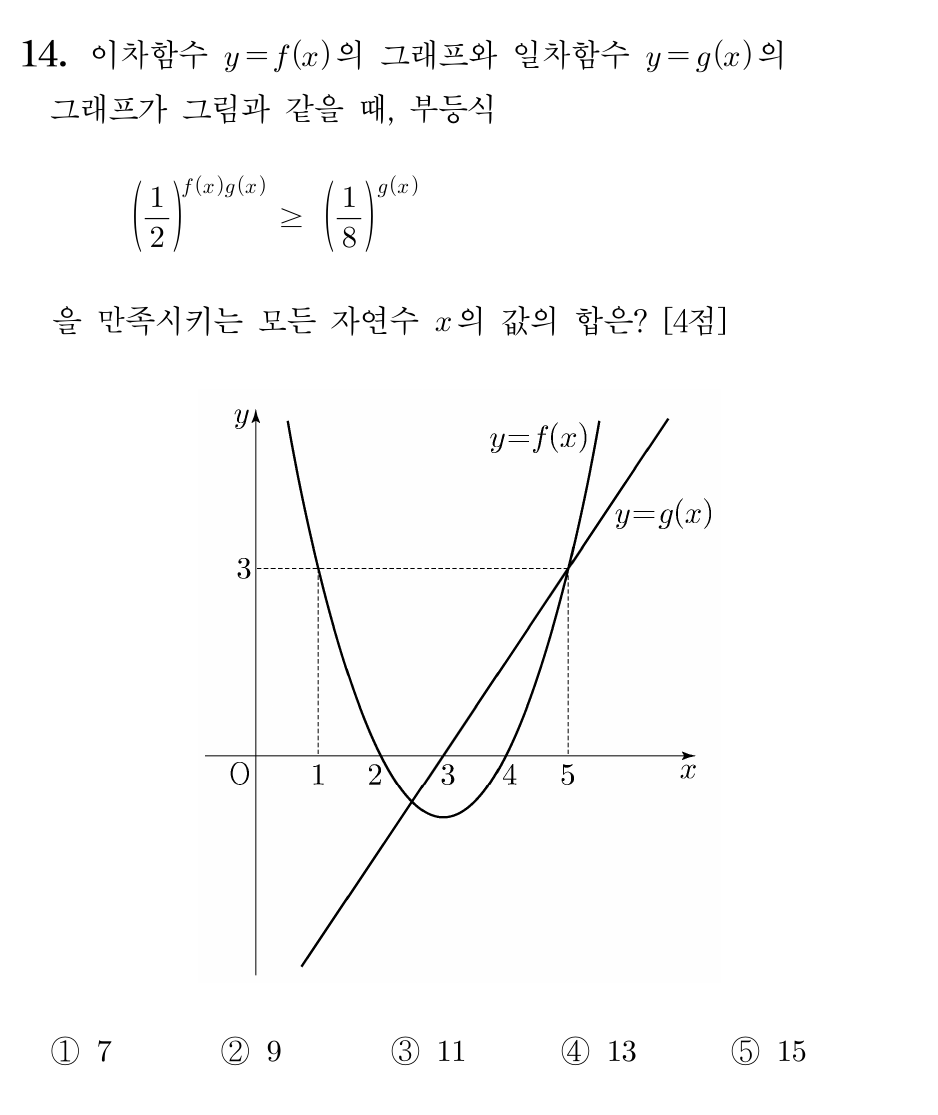 14. 이차함수 y=f(x)의 그래프와 일차함수 y=g(x)의
그래프가 그림과 같을 때, 부등식
(1/2)^{f(x)g(x)} ≥ (1/8)^{g(x)}
을 만족시키는 모든 자연수 x의 값의 합은? [4점]
y
y=f(x)
y=g(x)
3
O 1 2 3 4 5 x
① 7 ② 9 ③ 11 ④ 13 ⑤ 15